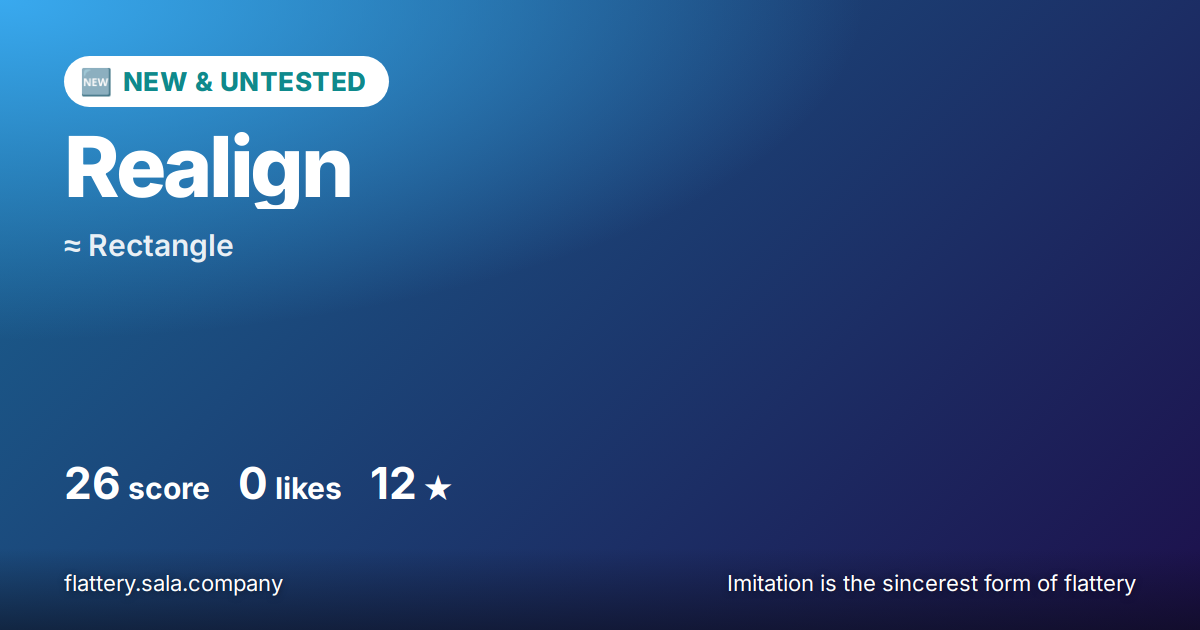 🆕 NEW & UNTESTED
Realign
≈ Rectangle
26 score 0 likes 12 ★
flattery.sala.company
Imitation is the sincerest form of flattery